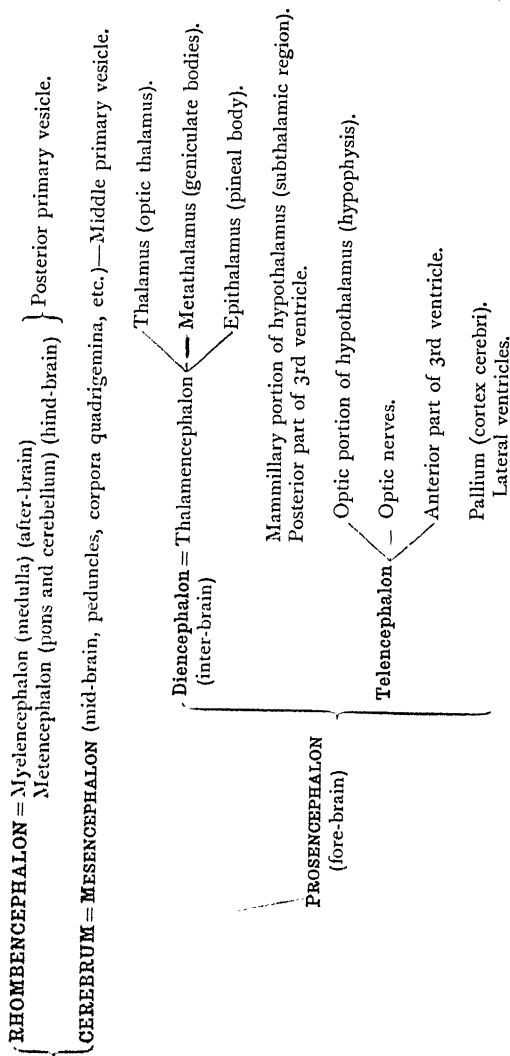 RHOMBENCEPHALON = Myelencephalon (medulla) (after-brain)
Metencephalon (pons and cerebellum) (hind-brain) } Posterior primary vesicle.
CEREBRUM = MESENCEPHALON (mid-brain, peduncles, corpora quadrigemina, etc.)—Middle primary vesicle.
Thalamus (optic thalamus).
Diencephalon = Thalamencephalon — Metathalamus (geniculate bodies).
(inter-brain)
Epithalamus (pineal body).
Mammillary portion of hypothalamus (subthalamic region).
Posterior part of 3rd ventricle.
PROSENCEPHALON
(fore-brain)
Optic portion of hypothalamus (hypophysis).
Telencephalon — Optic nerves.
Anterior part of 3rd ventricle.
Pallium (cortex cerebri).
Lateral ventricles.